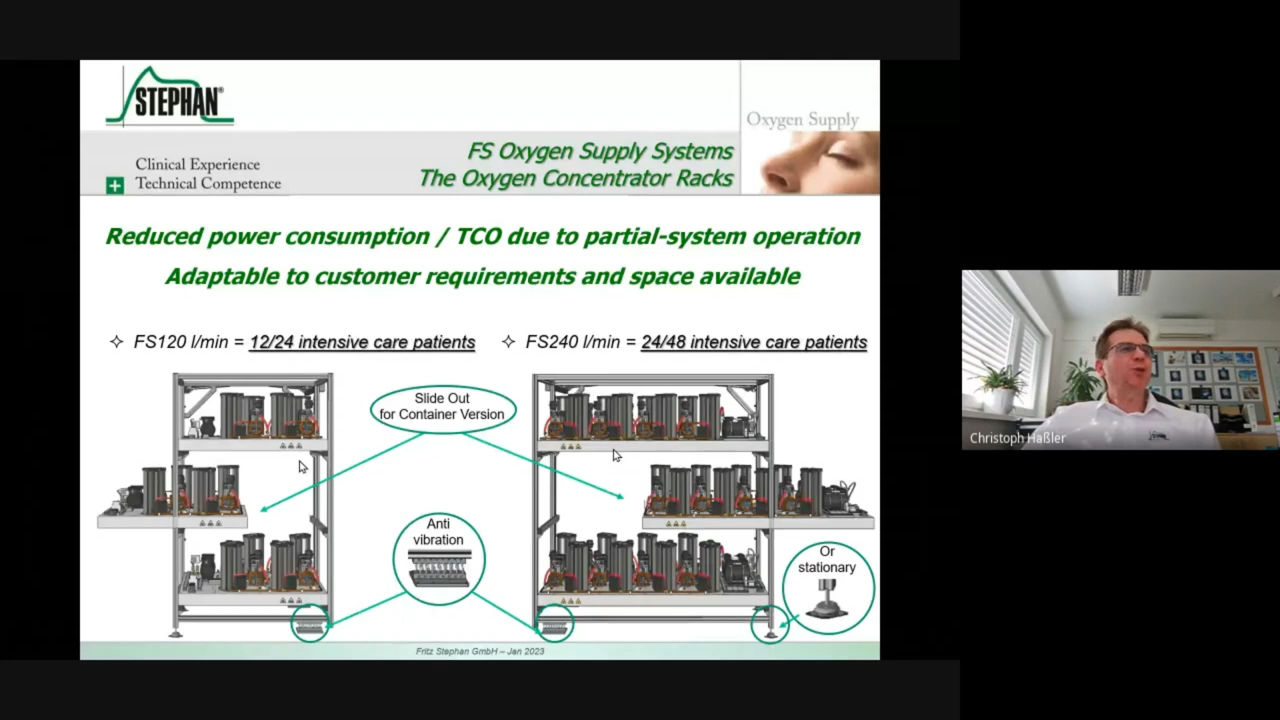 STEPHAN®
Oxygen Supply
Clinical Experience
Technical Competence
FS Oxygen Supply Systems
The Oxygen Concentrator Racks
Reduced power consumption / TCO due to partial-system operation
Adaptable to customer requirements and space available
FS120 l/min = 12/24 intensive care patients
FS240 l/min = 24/48 intensive care patients
Slide Out
for Container Version
Anti
vibration
Or
stationary
Fritz Stephan GmbH – Jan 2023
Christoph Haßler